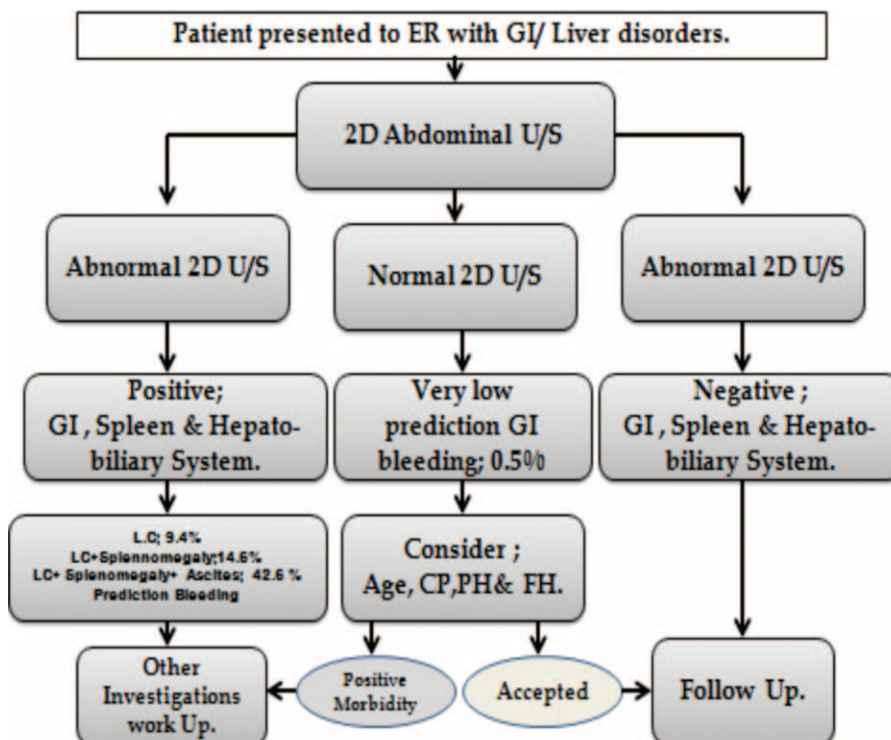 Patient presented to ER with GI/ Liver disorders.
2D Abdominal U/S
Abnormal 2D U/S
Normal 2D U/S
Abnormal 2D U/S
Positive;
GI , Spleen & Hepato-
biliary System.
Very low
prediction GI
bleeding; 0.5%
Negative ;
GI , Spleen & Hepato-
biliary System.
L.C; 9.4%
LC+Splennomegaly;14.6%
LC+ Splenomegaly+ Ascites; 42.6 %
Prediction Bleeding
Consider ;
Age, CP,PH& FH.
Other
Investigations
work Up.
Positive
Morbidity
Accepted
Follow Up.